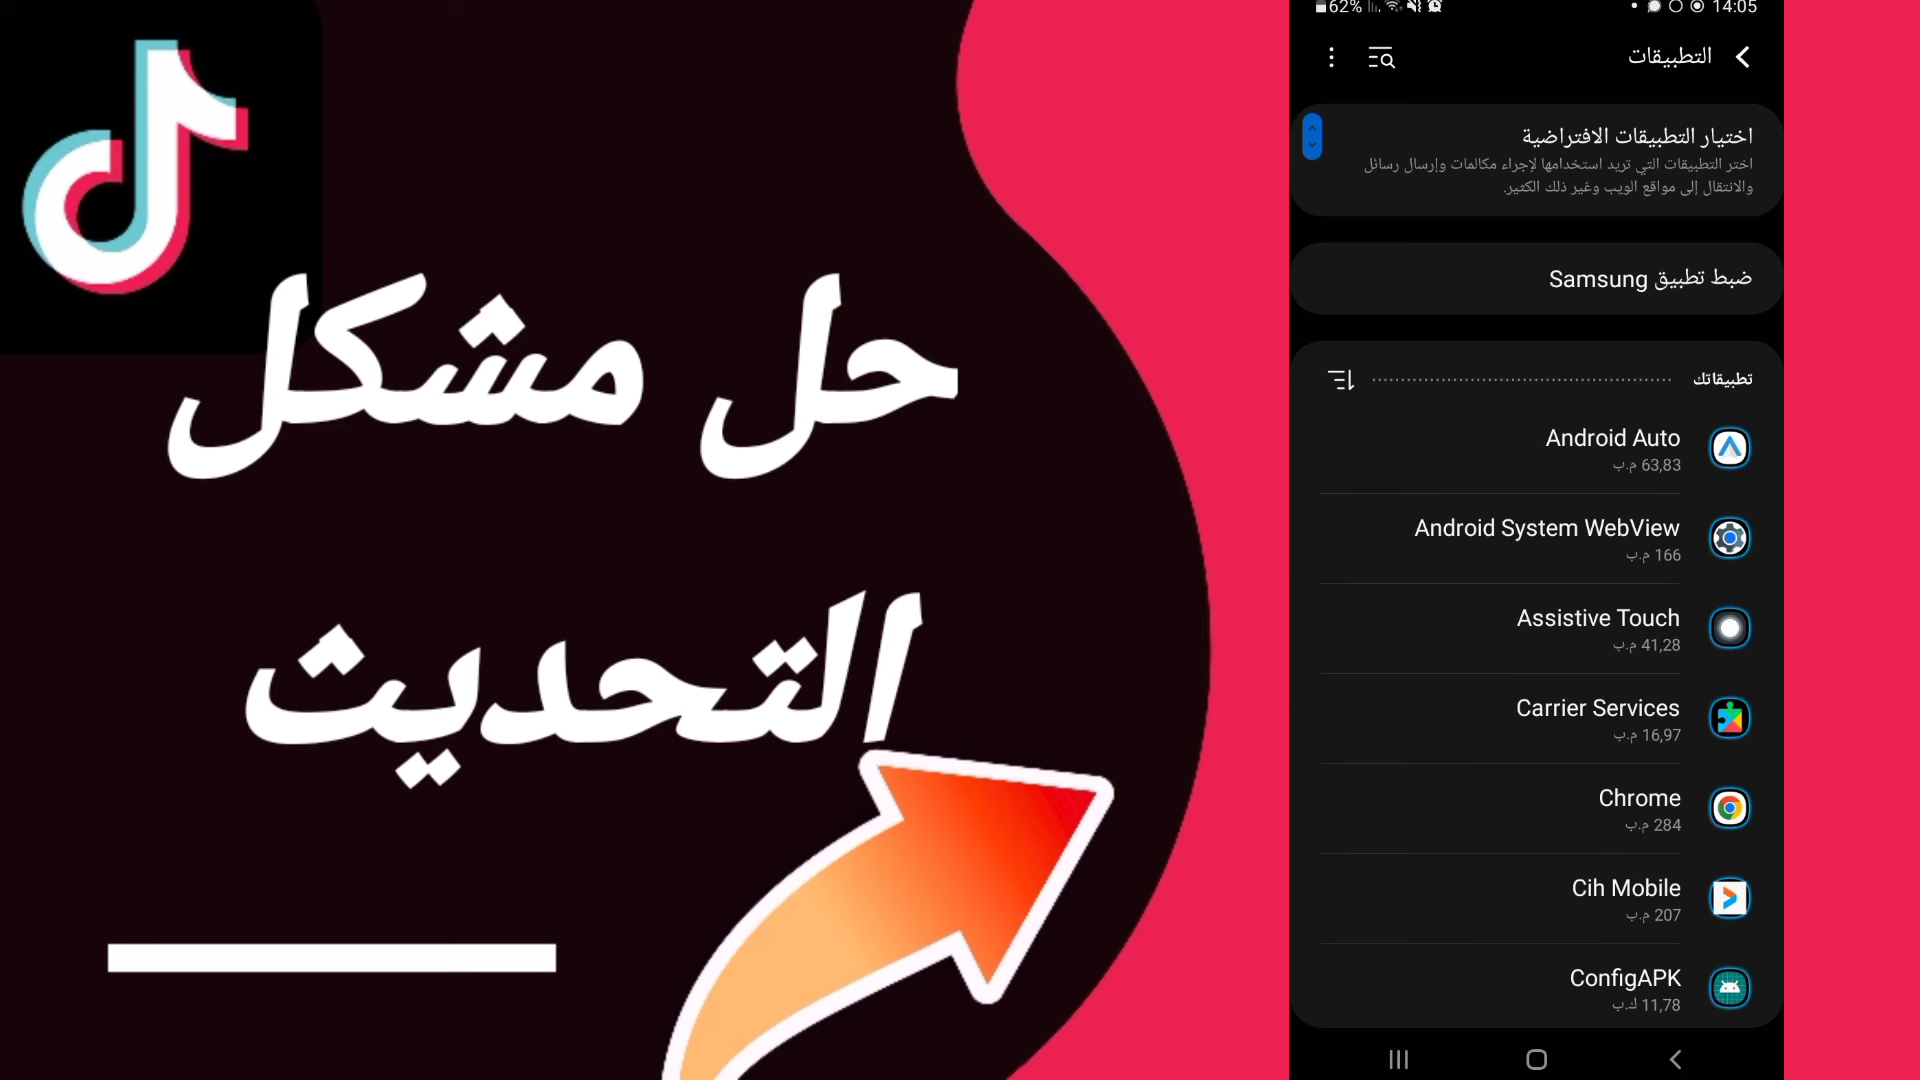 حل مشكل
التحديث
62%
14:05
التطبيقات
اختيار التطبيقات الافتراضية
اختر التطبيقات التي تريد استخدامها لإجراء مكالمات وإرسال رسائل
والانتقال إلى مواقع الويب وغير ذلك الكثير.
ضبط تطبيق Samsung
تطبيقاتك
Android Auto
63,83 م.ب
Android System WebView
166 م.ب
Assistive Touch
41,28 م.ب
Carrier Services
16,97 م.ب
Chrome
284 م.ب
Cih Mobile
207 م.ب
ConfigAPK
11,78 ك.ب